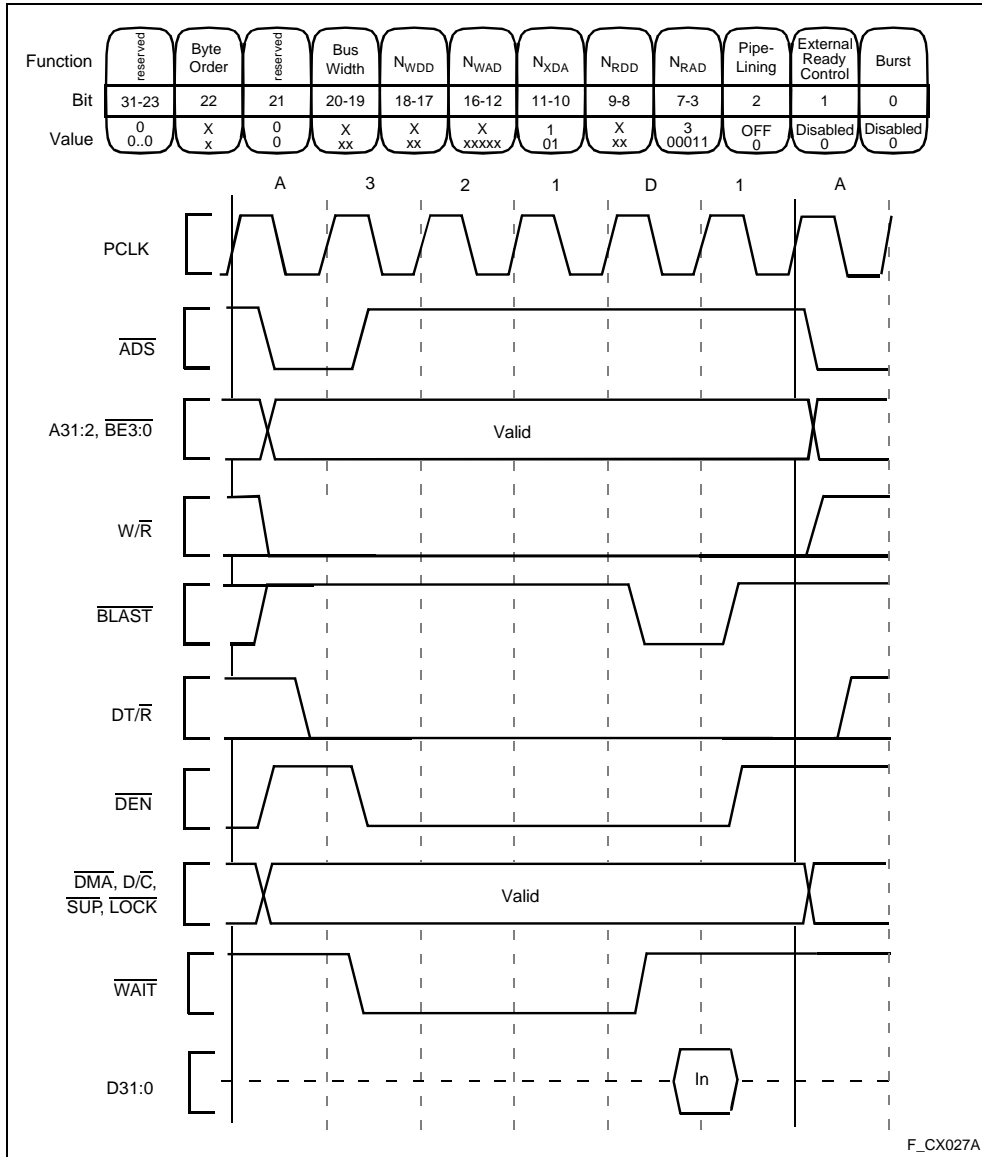 Function reserved Byte Order reserved Bus Width NWDD NWAD NXDA NRDD NRAD Pipe-Lining External Ready Control Burst
Bit 31-23 22 21 20-19 18-17 16-12 11-10 9-8 7-3 2 1 0
Value 0 X 0 X X X 1 X 3 OFF Disabled Disabled
0..0 x 0 xx xx xxxxx 01 xx 00011 0 0 0
A 3 2 1 D 1 A
PCLK
ADS
A31:2, BE3:0 Valid
W/R
BLAST
DT/R
DEN
DMA, D/C,
SUP, LOCK Valid
WAIT
D31:0 In
F_CX027A